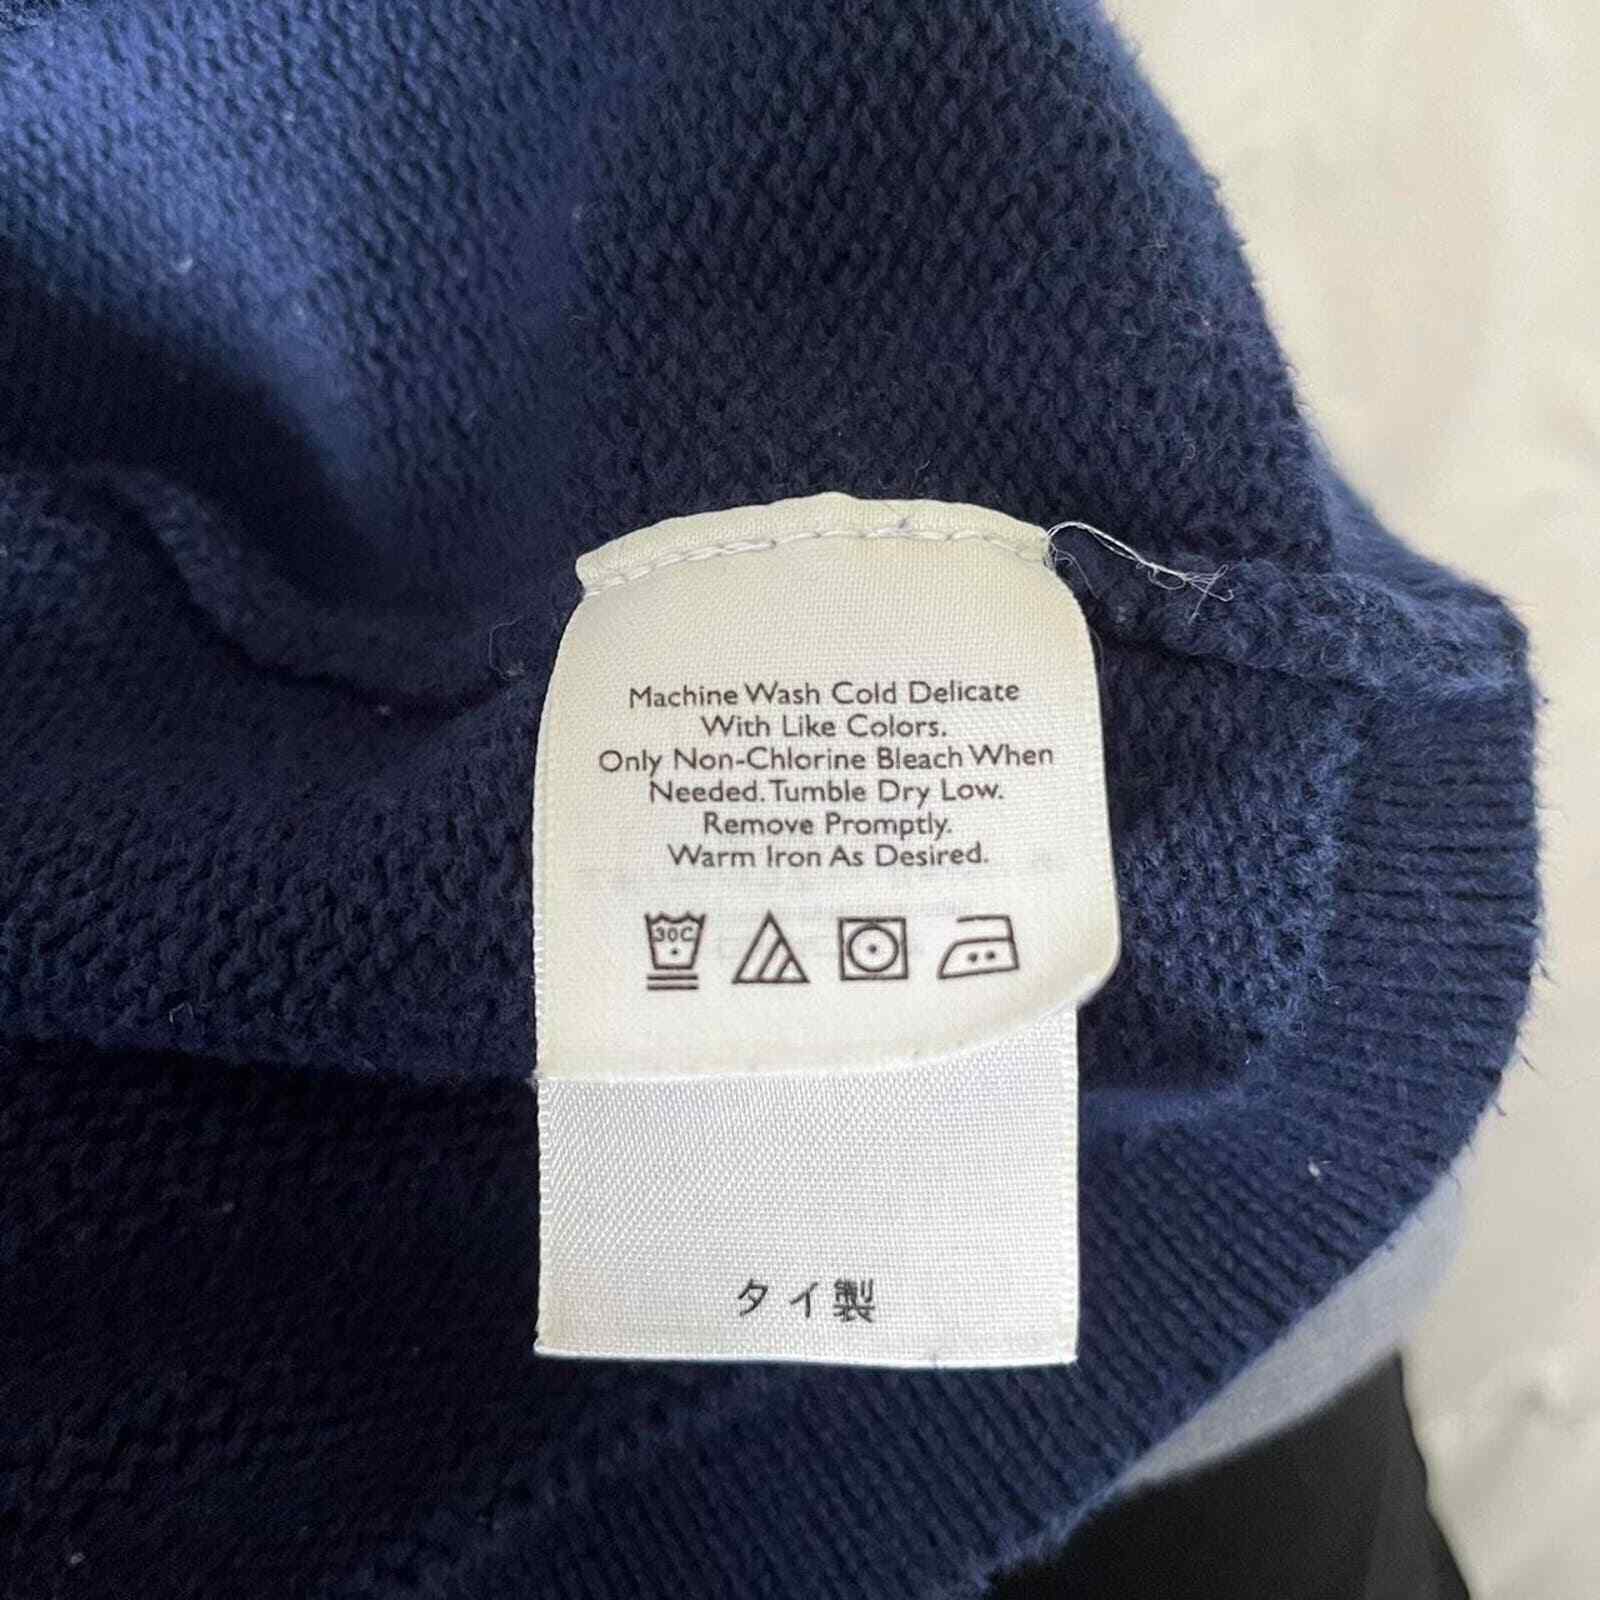 Machine Wash Cold Delicate
With Like Colors.
Only Non-Chlorine Bleach When
Needed. Tumble Dry Low.
Remove Promptly.
Warm Iron As Desired.
30C
タイ製